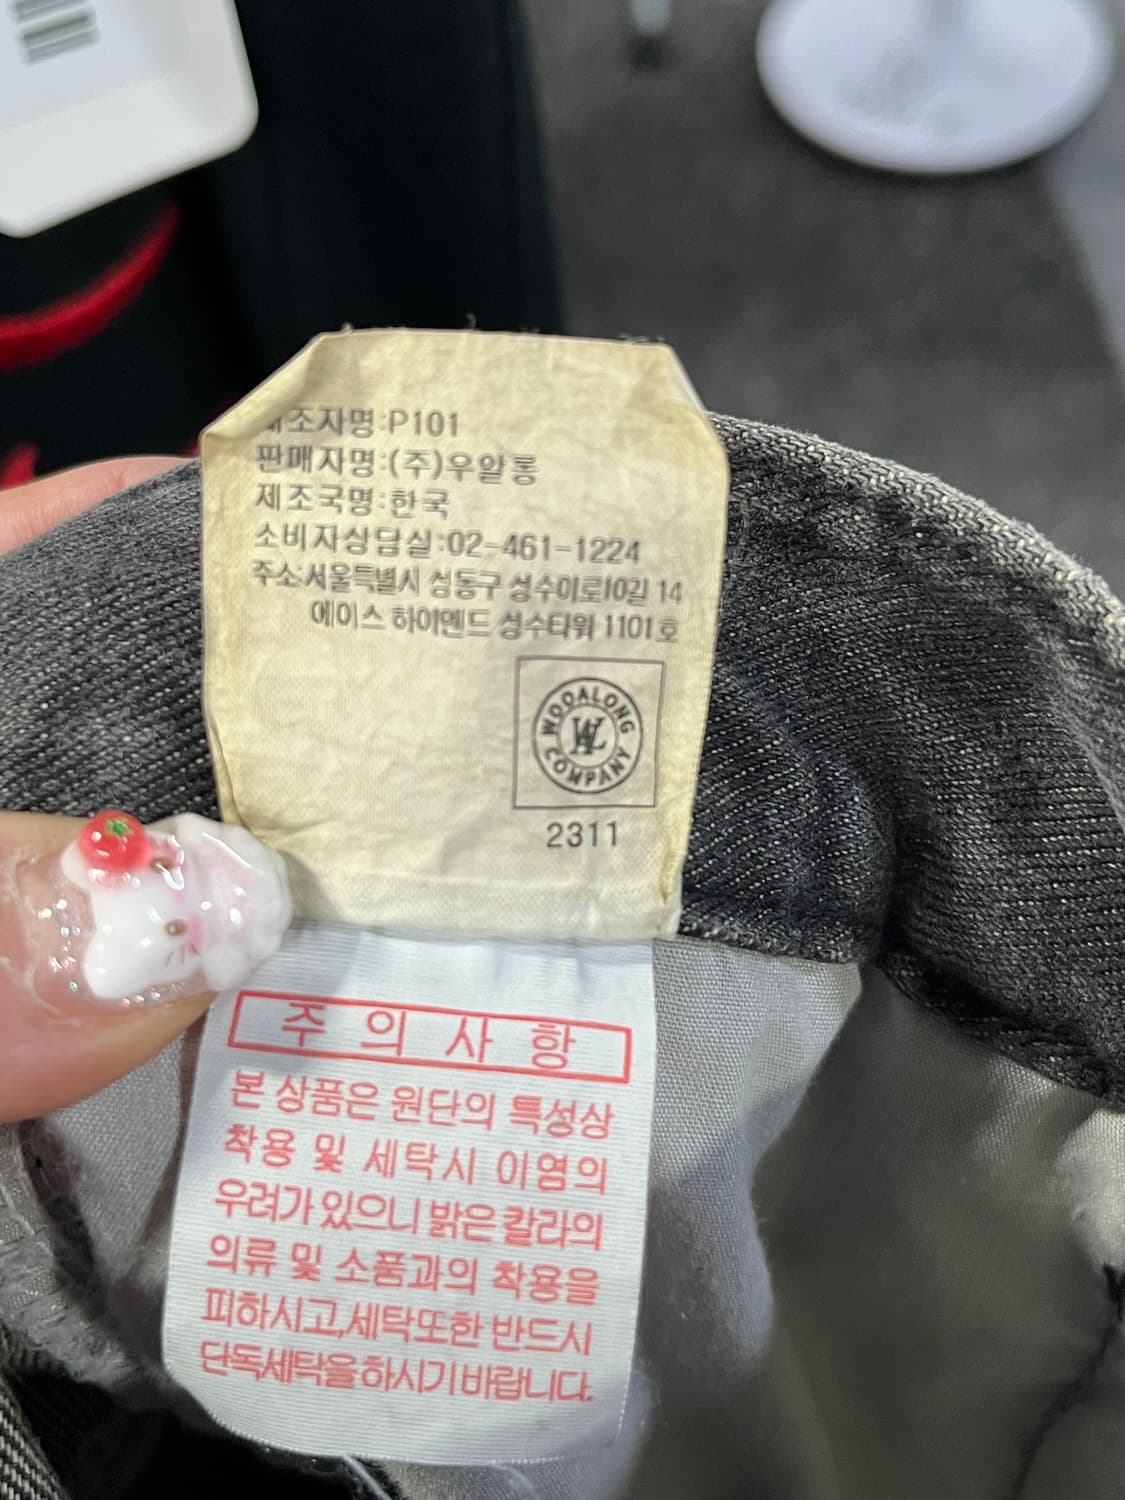 제조자명:P101
판매자명:(주)우알롱
제조국명:한국
소비자상담실:02-461-1224
주소:서울특별시 성동구 성수이로10길 14
에이스 하이엔드 성수타워 1101호
WOOALONG
WL
COMPANY
2311
주의사항
본 상품은 원단의 특성상
착용 및 세탁시 이염의
우려가 있으니 밝은 칼라의
의류 및 소품과의 착용을
피하시고,세탁또한 반드시
단독세탁을하시기바랍니다.